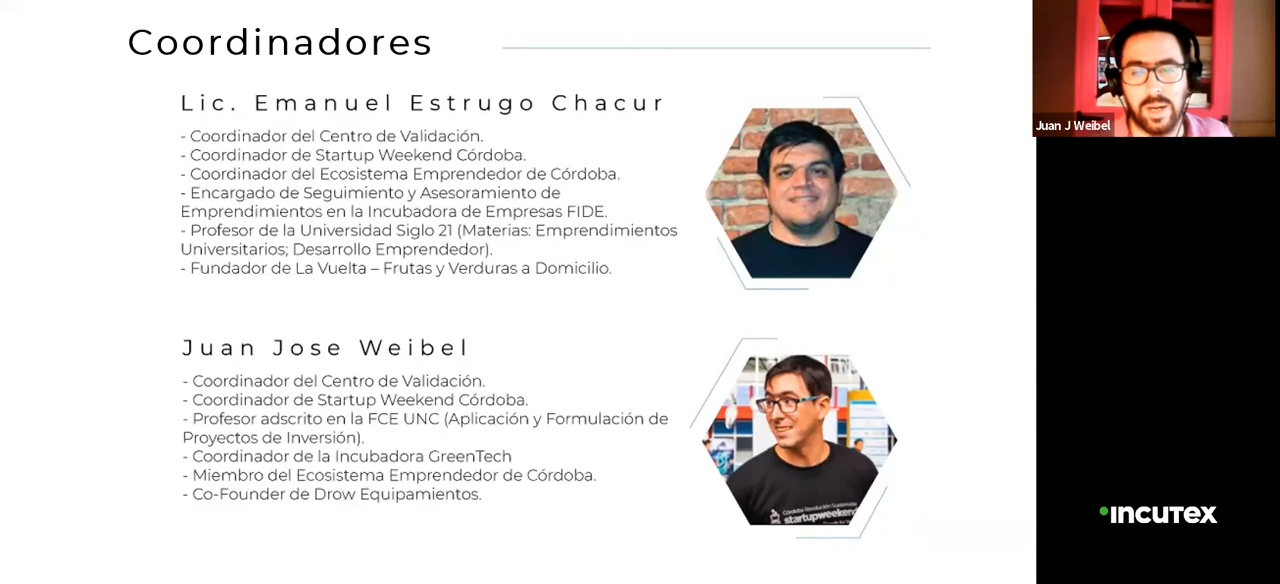 Coordinadores
Lic. Emanuel Estrugo Chacur
- Coordinador del Centro de Validación.
- Coordinador de Startup Weekend Córdoba.
- Coordinador del Ecosistema Emprendedor de Córdoba.
- Encargado de Seguimiento y Asesoramiento de
Emprendimientos en la Incubadora de Empresas FIDE.
- Profesor de la Universidad Siglo 21 (Materias: Emprendimientos
Universitarios; Desarrollo Emprendedor).
- Fundador de La Vuelta – Frutas y Verduras a Domicilio.
Juan Jose Weibel
- Coordinador del Centro de Validación.
- Coordinador de Startup Weekend Córdoba.
- Profesor adscrito en la FCE UNC (Aplicación y Formulación de
Proyectos de Inversión).
- Coordinador de la Incubadora GreenTech
- Miembro del Ecosistema Emprendedor de Córdoba.
- Co-Founder de Drow Equipamientos.
startupweekend
Juan J Weibel
INCUTEX